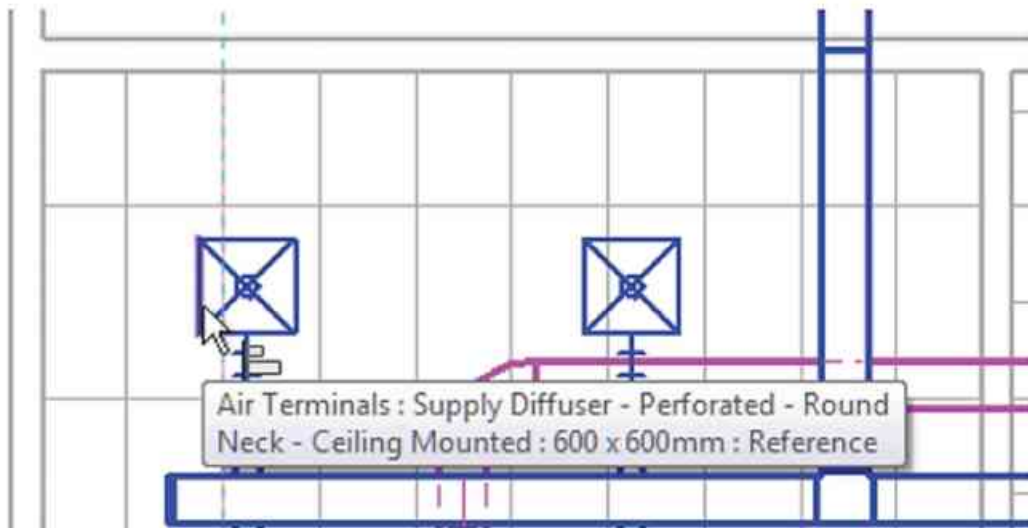 Air Terminals : Supply Diffuser - Perforated - Round
Neck - Ceiling Mounted : 600 x 600mm : Reference